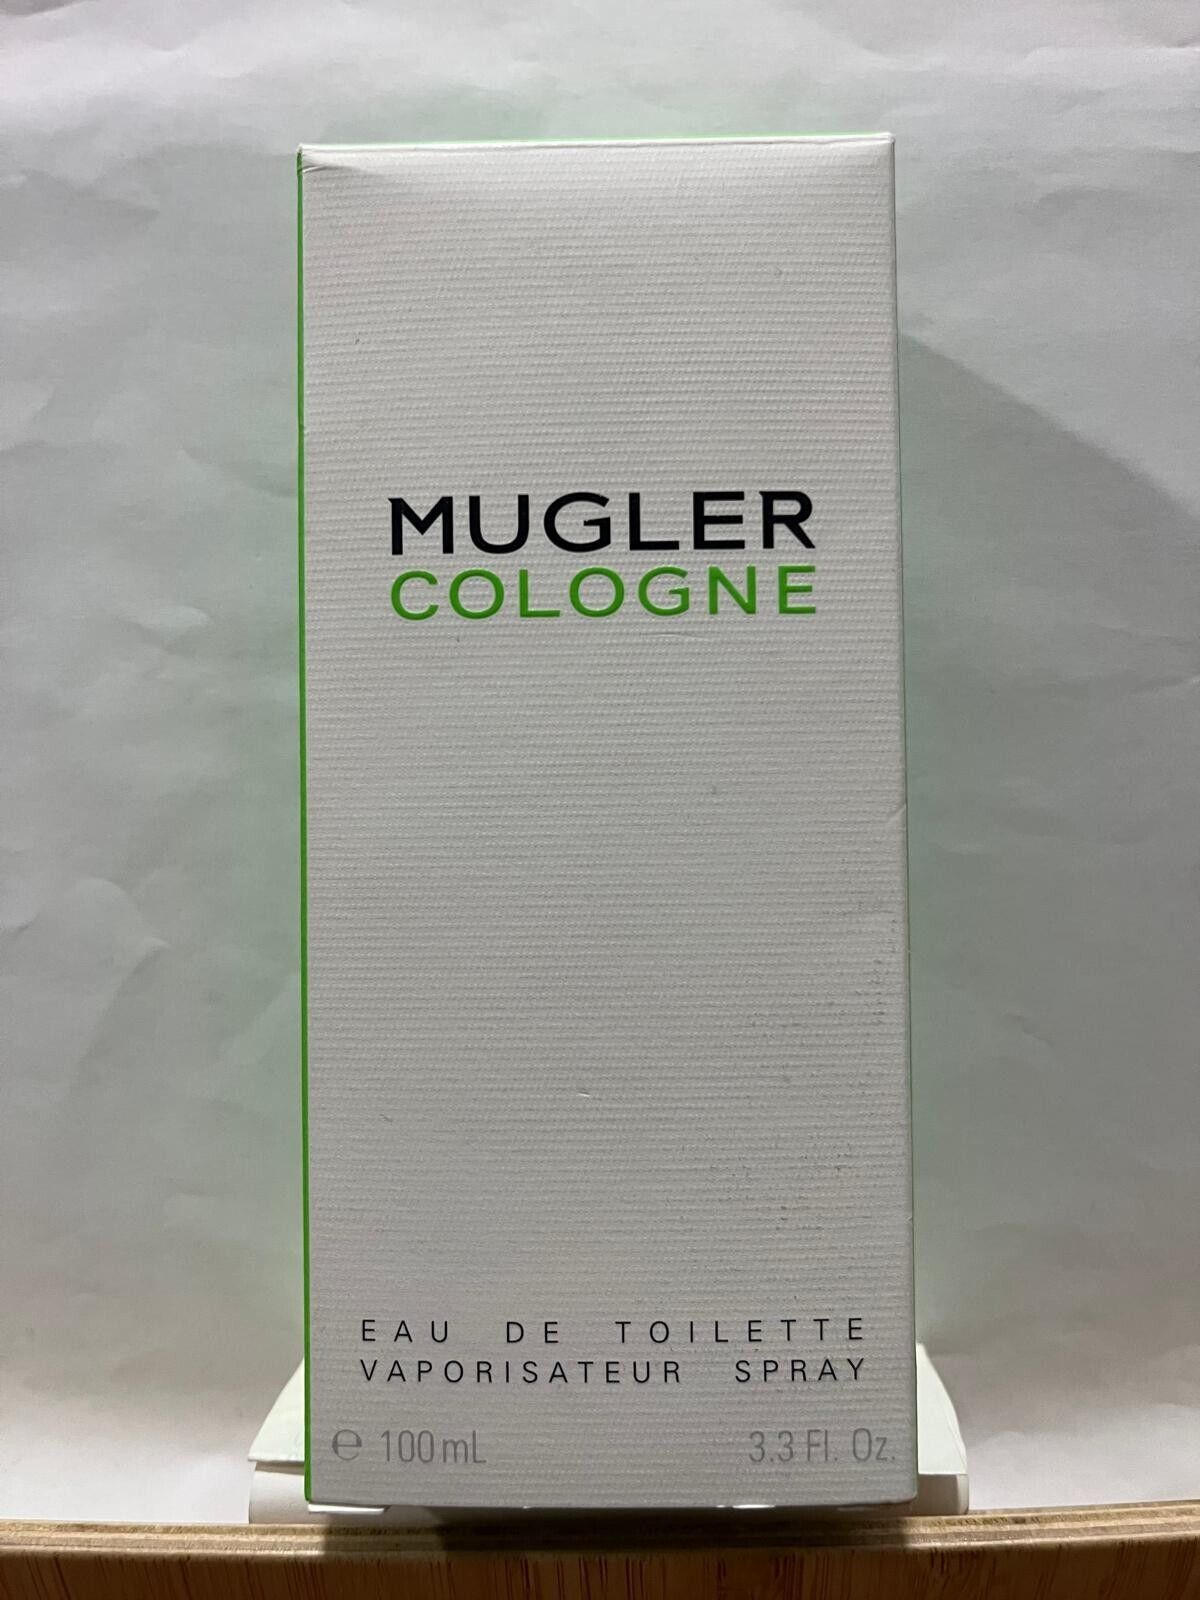 MUGLER
COLOGNE
EAU DE TOILETTE
VAPORISATEUR SPRAY
℮ 100 mL 3.3 Fl. Oz.